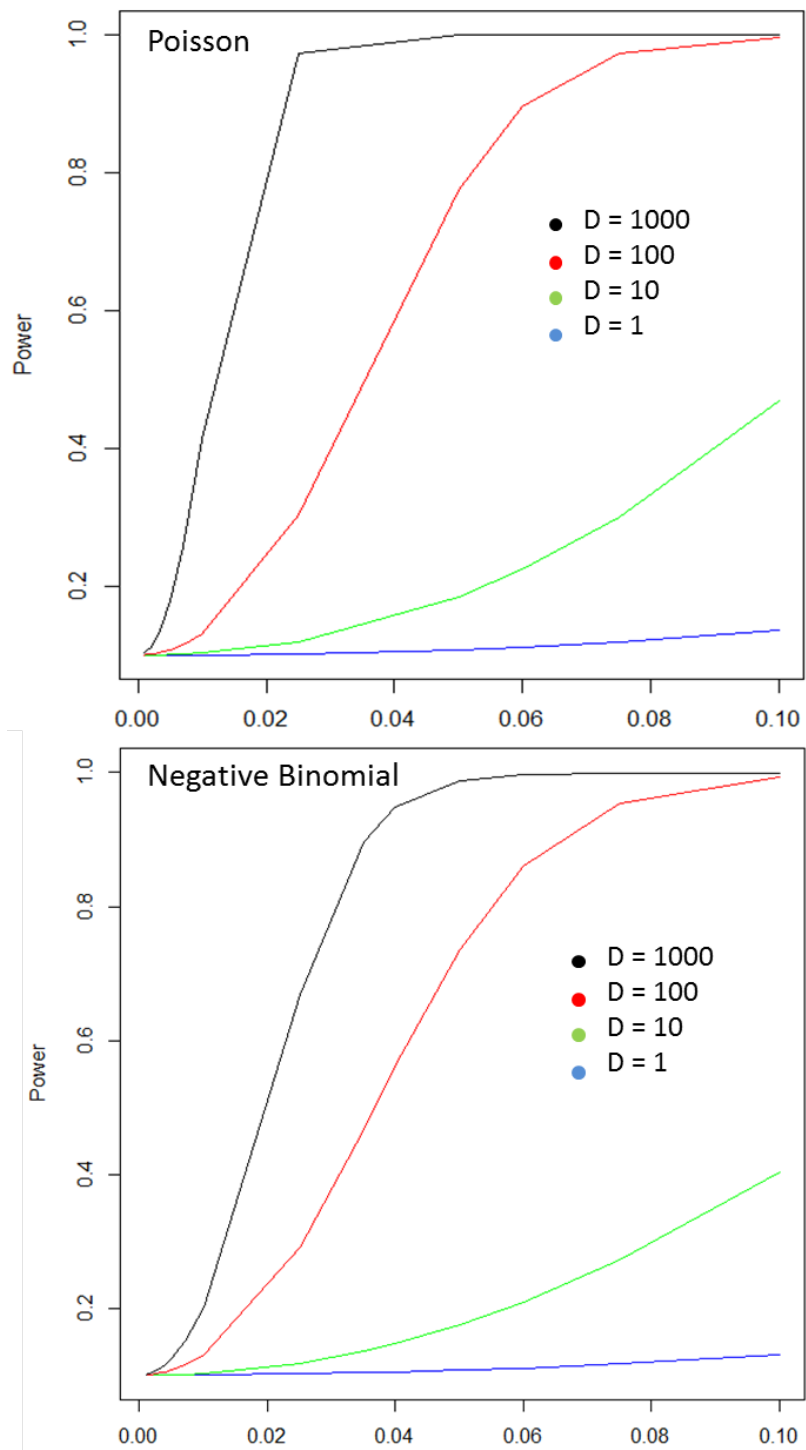 Poisson
Power
1.0
0.8
0.6
0.4
0.2
D = 1000
D = 100
D = 10
D = 1
0.00 0.02 0.04 0.06 0.08 0.10
Negative Binomial
Power
1.0
0.8
0.6
0.4
0.2
D = 1000
D = 100
D = 10
D = 1
0.00 0.02 0.04 0.06 0.08 0.10